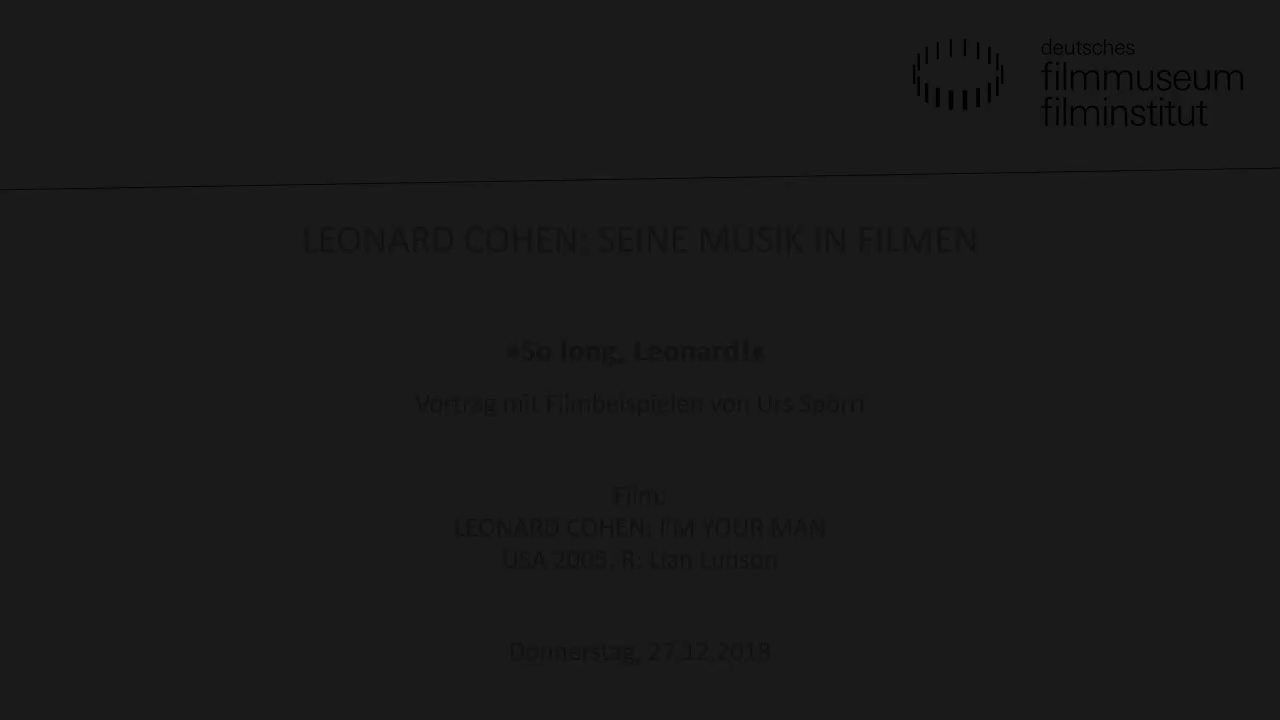 deutsches
filmmuseum
filminstitut
LEONARD COHEN: SEINE MUSIK IN FILMEN
»So long, Leonard!«
Vortrag mit Filmbeispielen von Urs Spörri
Film:
LEONARD COHEN: I'M YOUR MAN
USA 2005. R: Lian Lunson
Donnerstag, 27.12.2018